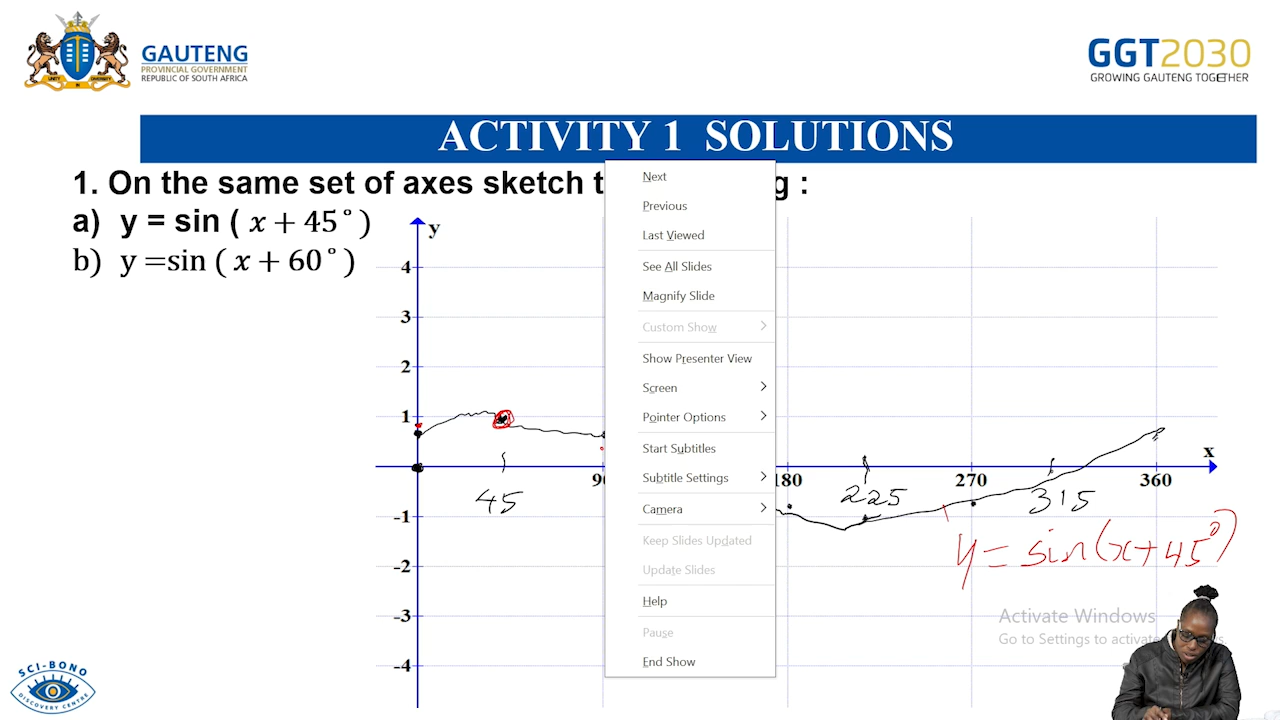 GAUTENG
PROVINCIAL GOVERNMENT
REPUBLIC OF SOUTH AFRICA
UNITY IN DIVERSITY
GGT2030
GROWING GAUTENG TOGETHER
ACTIVITY 1 SOLUTIONS
1. On the same set of axes sketch t g :
a) y = sin ( x + 45° )
b) y =sin ( x + 60° )
Next
Previous
Last Viewed
See All Slides
Magnify Slide
Custom Show
Show Presenter View
Screen
Pointer Options
Start Subtitles
Subtitle Settings
Camera
Keep Slides Updated
Update Slides
Help
Pause
End Show
y
4
3
2
1
x
90 180 270 360
45 225 315
-1
y = sin(x+45°)
-2
-3
-4
Activate Windows
Go to Settings to activate
SCI-BONO
DISCOVERY CENTRE